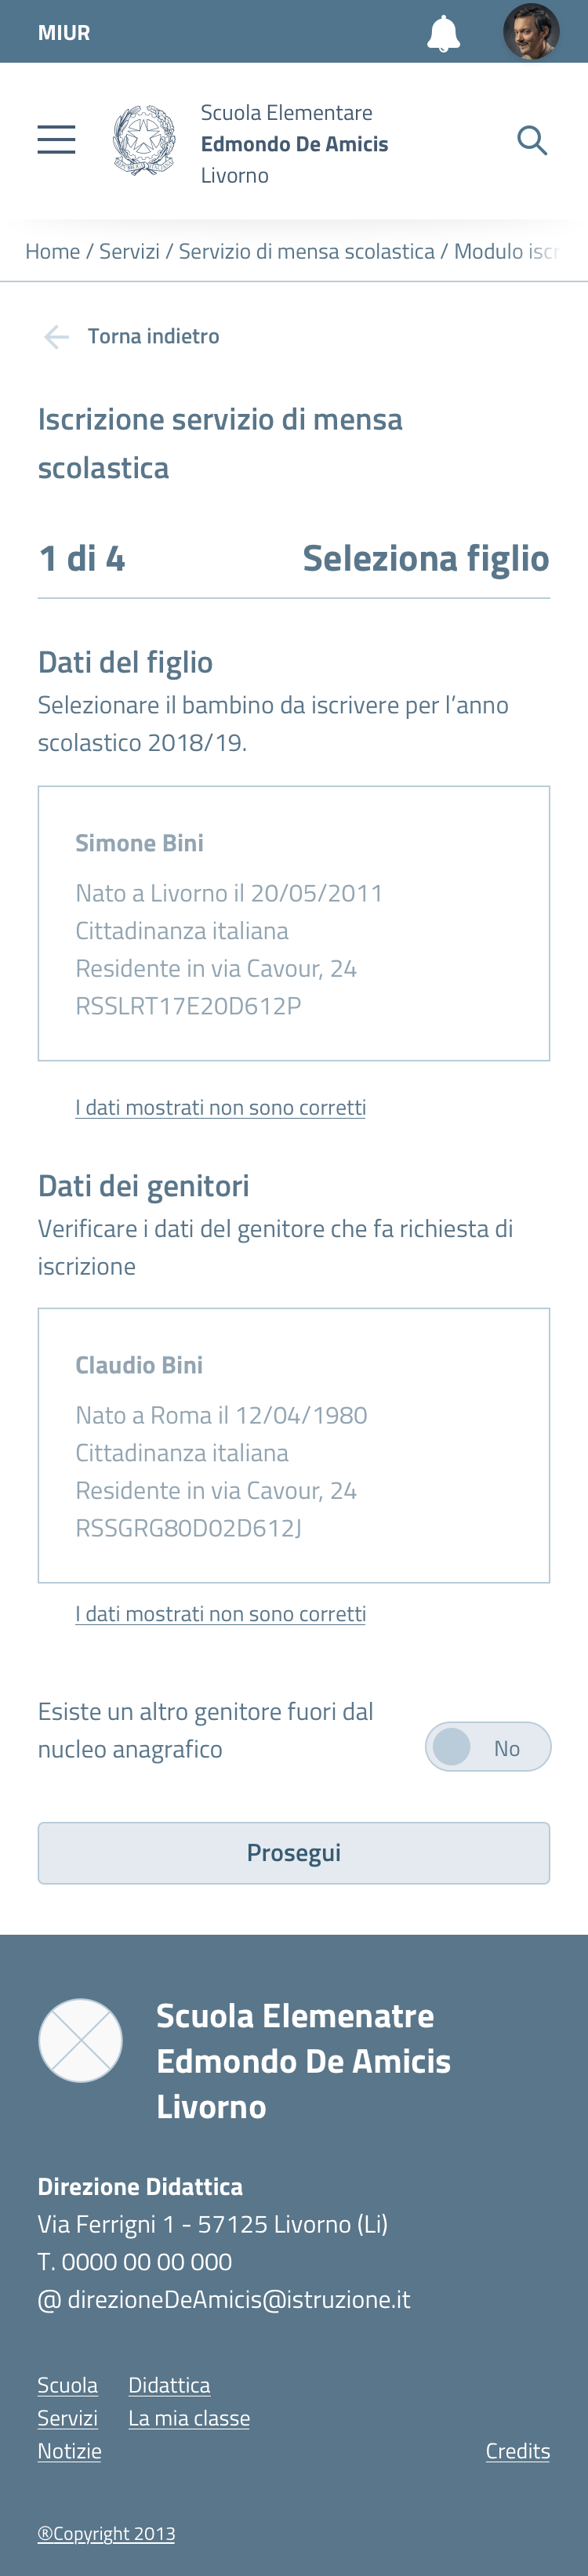 MIUR
Scuola Elementare
Edmondo De Amicis
Livorno
Home / Servizi / Servizio di mensa scolastica / Modulo iscr
Torna indietro
Iscrizione servizio di mensa
scolastica
1 di 4 Seleziona figlio
Dati del figlio
Selezionare il bambino da iscrivere per l’anno
scolastico 2018/19.
Simone Bini
Nato a Livorno il 20/05/2011
Cittadinanza italiana
Residente in via Cavour, 24
RSSLRT17E20D612P
I dati mostrati non sono corretti
Dati dei genitori
Verificare i dati del genitore che fa richiesta di
iscrizione
Claudio Bini
Nato a Roma il 12/04/1980
Cittadinanza italiana
Residente in via Cavour, 24
RSSGRG80D02D612J
I dati mostrati non sono corretti
Esiste un altro genitore fuori dal
nucleo anagrafico
No
Prosegui
Scuola Elemenatre
Edmondo De Amicis
Livorno
Direzione Didattica
Via Ferrigni 1 - 57125 Livorno (Li)
T. 0000 00 00 000
@ direzioneDeAmicis@istruzione.it
Scuola Didattica
Servizi La mia classe
Notizie Credits
®Copyright 2013